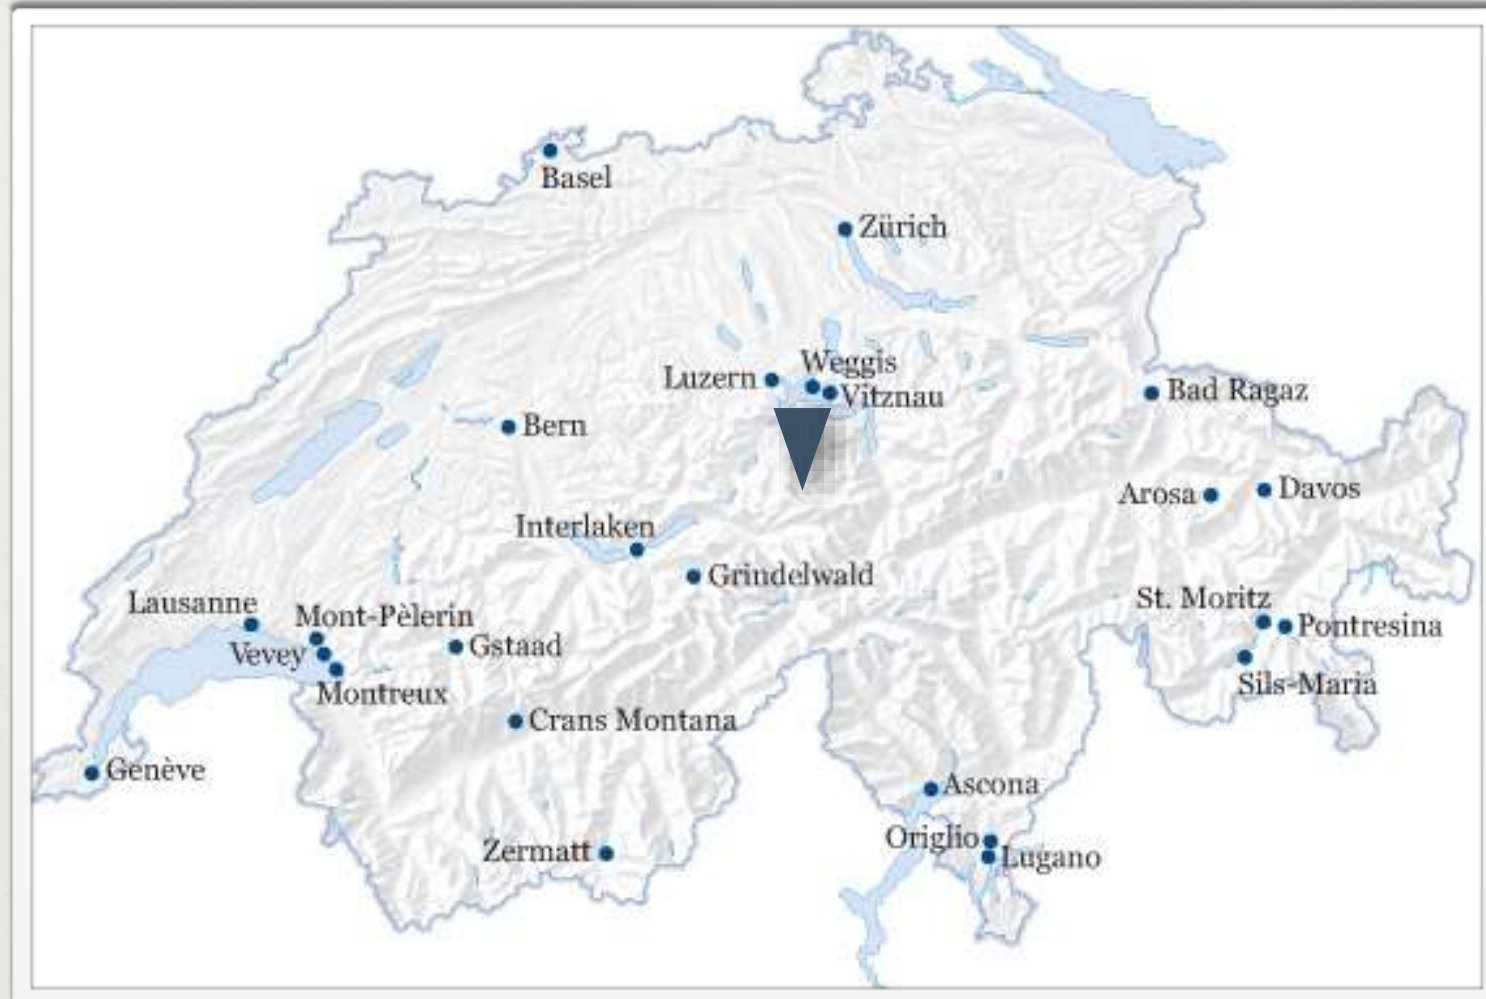 Basel
Zürich
Weggis
Luzern
Vitznau
Bad Ragaz
Bern
Arosa
Davos
Interlaken
Grindelwald
Lausanne
Mont-Pèlerin
St. Moritz
Pontresina
Vevey
Gstaad
Montreux
Sils-Maria
Crans Montana
Genève
Ascona
Origlio
Zermatt
Lugano